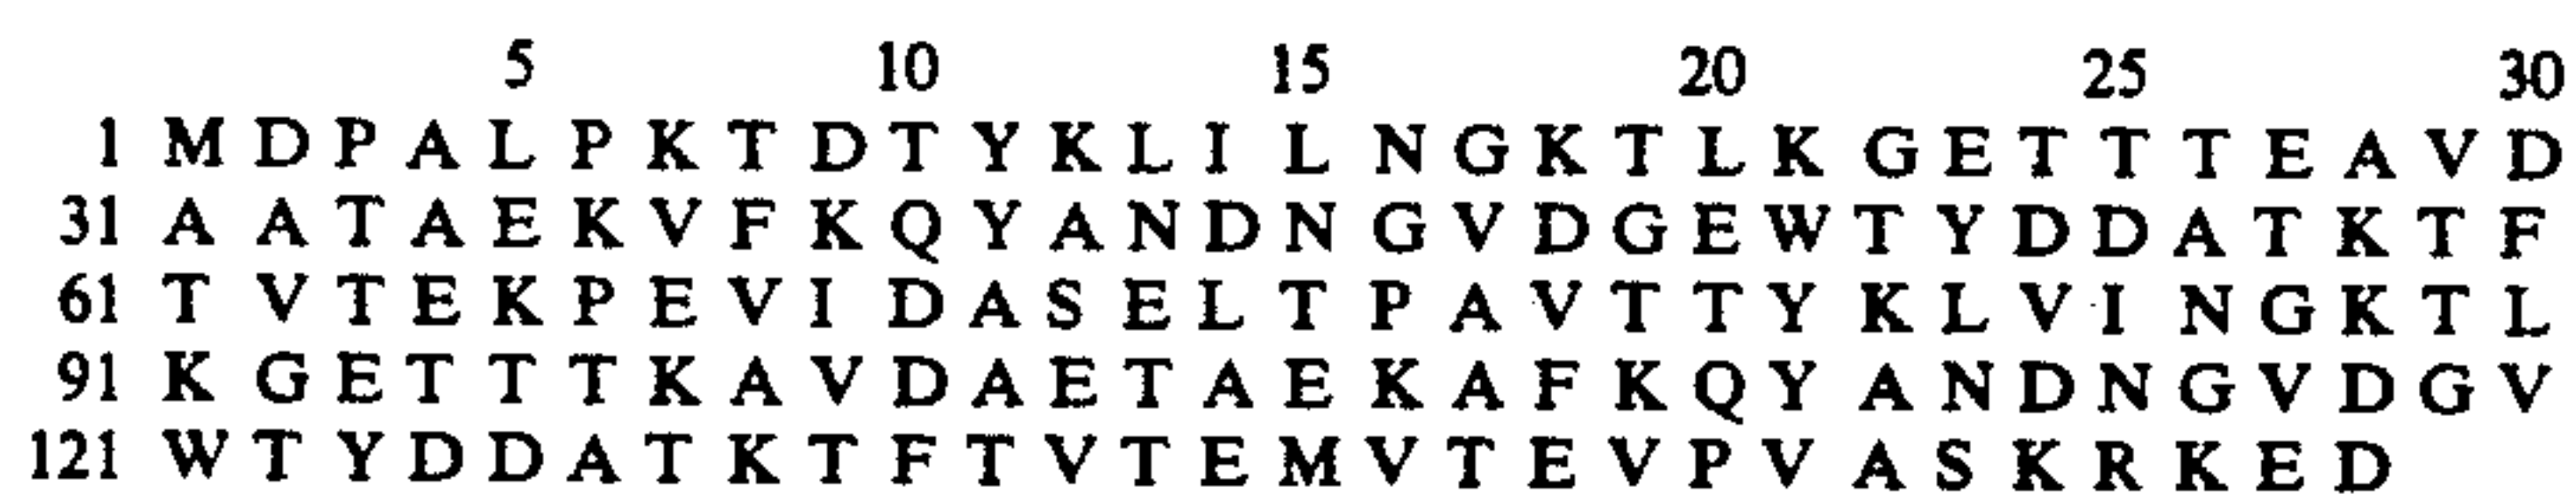 5 10 15 20 25 30
1 M D P A L P K T D T Y K L I L N G K T L K G E T T T E A V D
31 A A T A E K V F K Q Y A N D N G V D G E W T Y D D A T K T F
61 T V T E K P E V I D A S E L T P A V T T Y K L V I N G K T L
91 K G E T T T K A V D A E T A E K A F K Q Y A N D N G V D G V
121 W T Y D D A T K T F T V T E M V T E V P V A S K R K E D